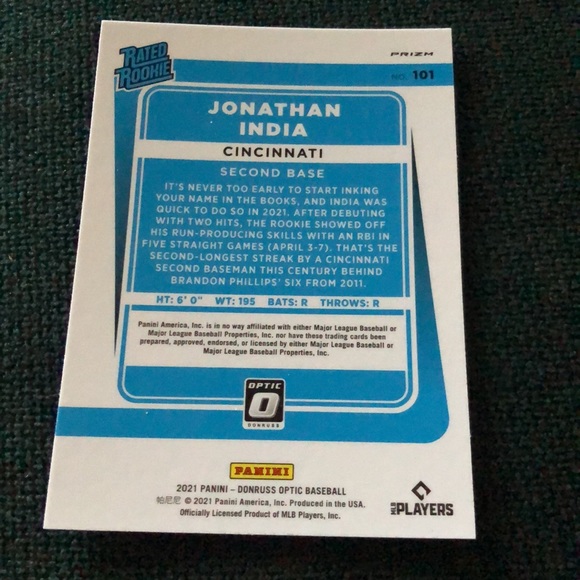 RATED
ROOKIE
PRIZM
NO. 101
JONATHAN
INDIA
CINCINNATI
SECOND BASE
IT'S NEVER TOO EARLY TO START INKING
YOUR NAME IN THE BOOKS, AND INDIA WAS
QUICK TO DO SO IN 2021. AFTER DEBUTING
WITH TWO HITS, THE ROOKIE SHOWED OFF
HIS RUN-PRODUCING SKILLS WITH AN RBI IN
FIVE STRAIGHT GAMES (APRIL 3-7). THAT'S THE
SECOND-LONGEST STREAK BY A CINCINNATI
SECOND BASEMAN THIS CENTURY BEHIND
BRANDON PHILLIPS' SIX FROM 2011.
HT: 6' 0" WT: 195 BATS: R THROWS: R
Panini America, Inc. is in no way affiliated with either Major League Baseball or
Major League Baseball Properties, Inc. nor have these trading cards been
prepared, approved, endorsed, or licensed by either Major League Baseball or
Major League Baseball Properties, Inc.
OPTIC
O
DONRUSS
PANINI
2021 PANINI – DONRUSS OPTIC BASEBALL
帕尼尼 © 2021 Panini America, Inc. Produced in the USA.
Officially Licensed Product of MLB Players, Inc.
MLB PLAYERS